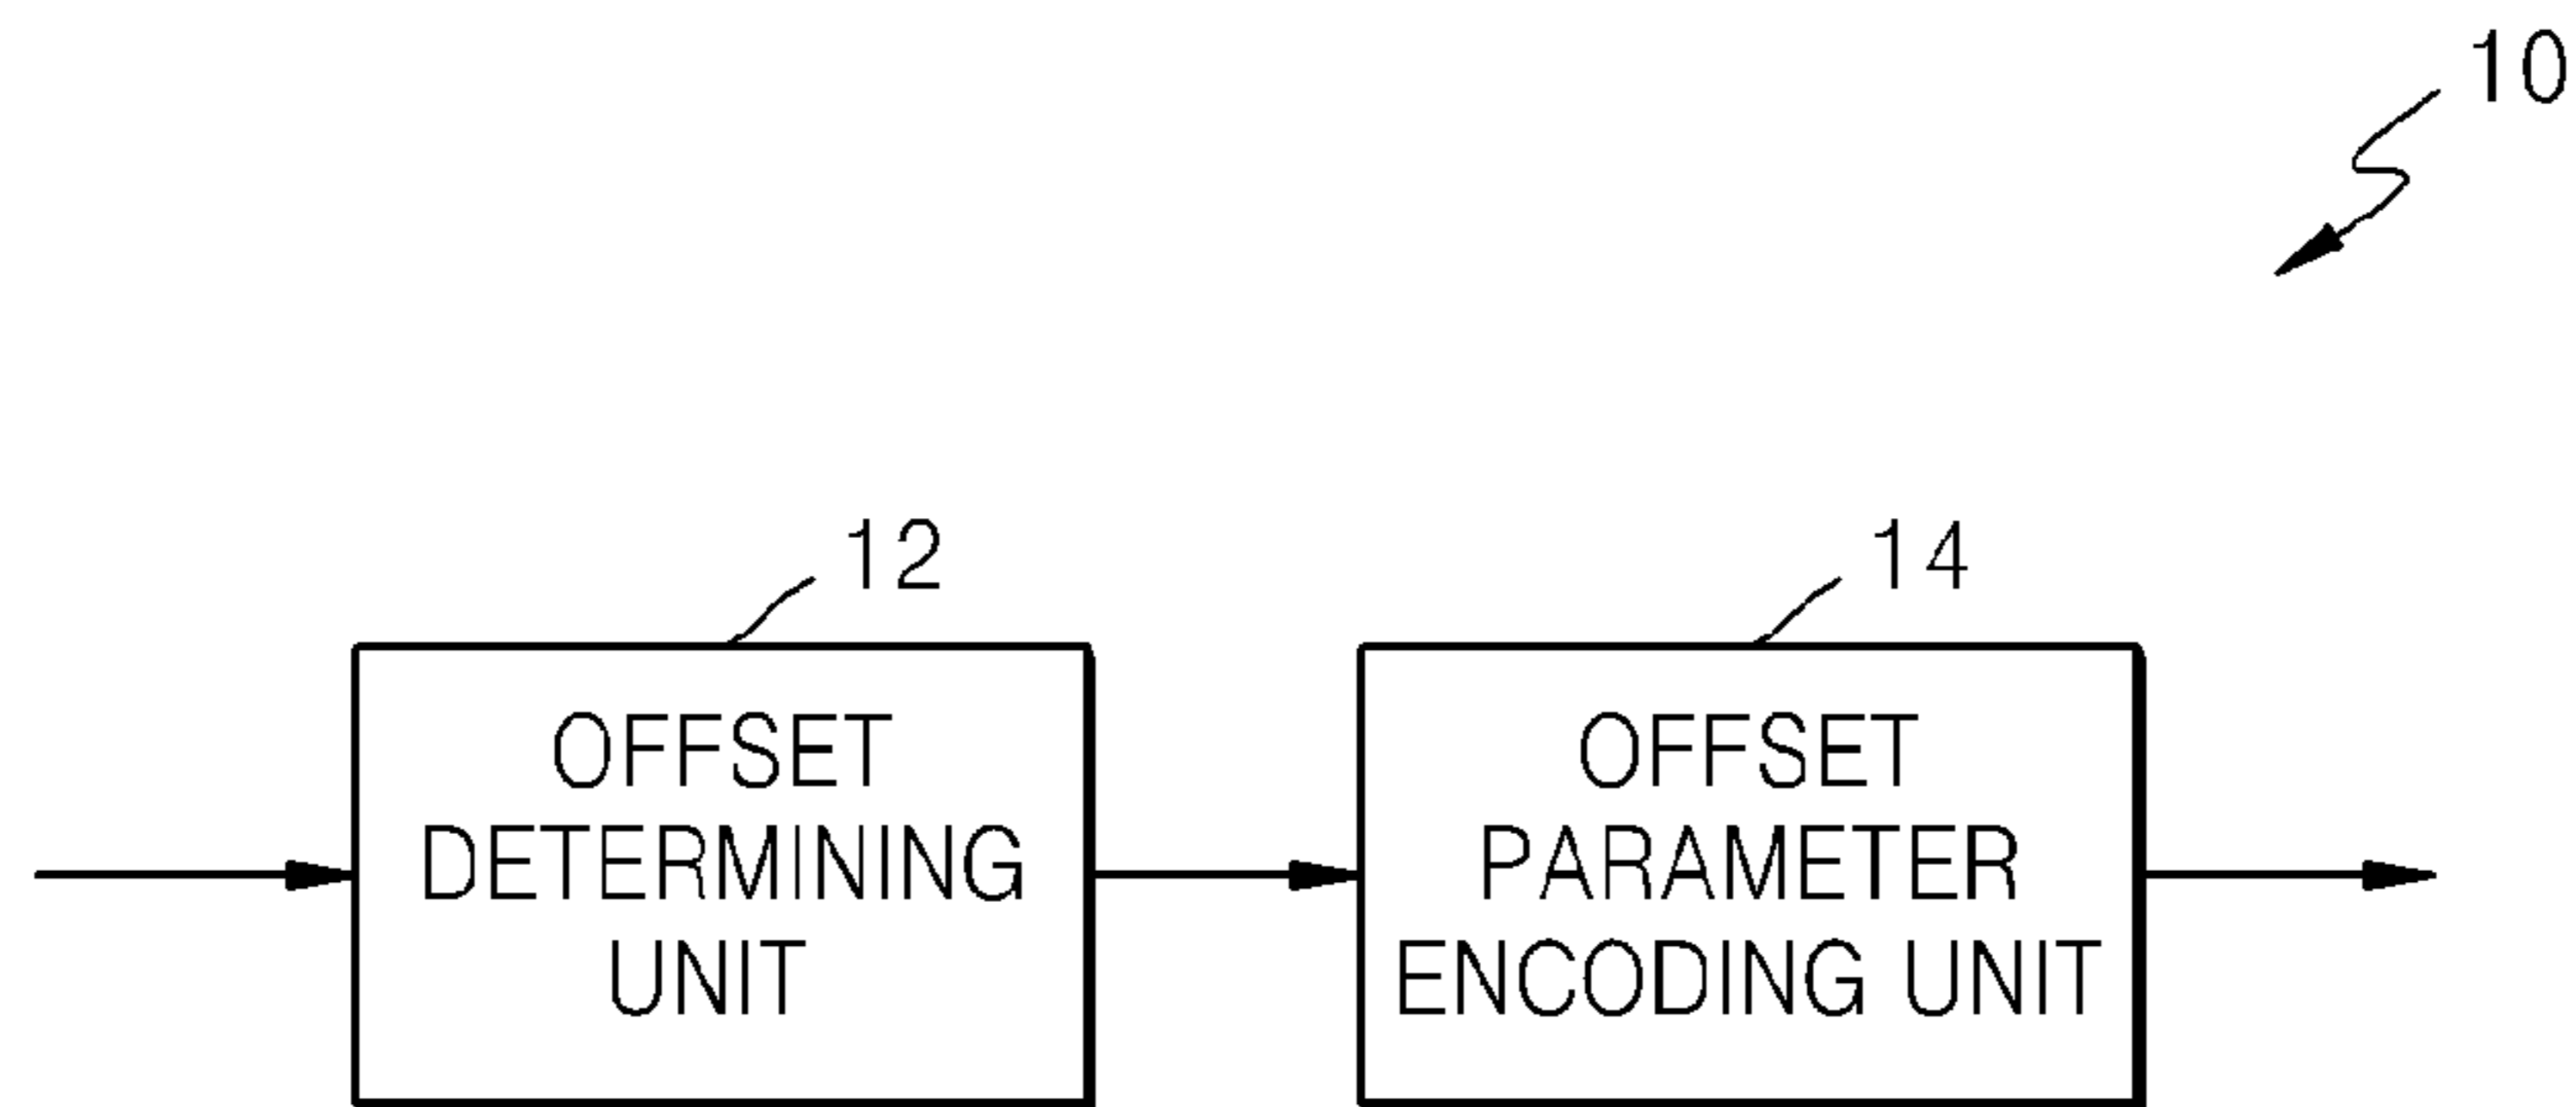 10
12
14
OFFSET
DETERMINING
UNIT
OFFSET
PARAMETER
ENCODING UNIT